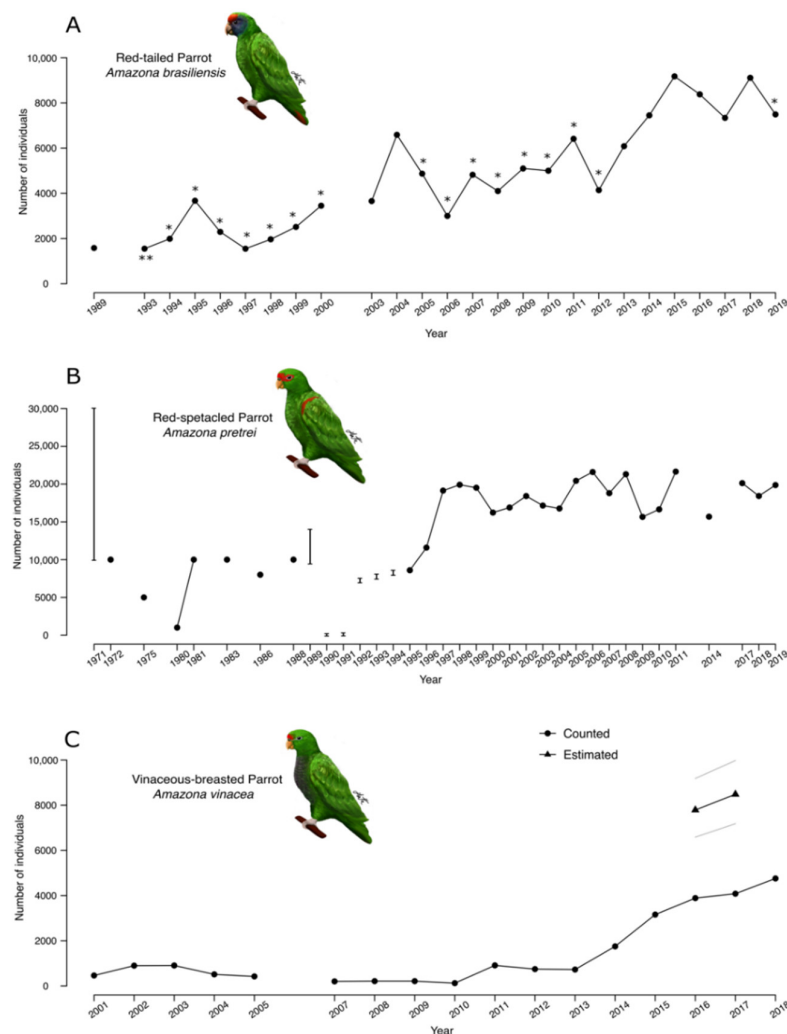 A
Red-tailed Parrot
Amazona brasiliensis
Number of individuals
10,000
8000
6000
4000
2000
0
* * * * * * * * * * * * * * * * *
**
1989 1993 1994 1995 1996 1997 1998 1999 2000 2003 2004 2005 2006 2007 2008 2009 2010 2011 2012 2013 2014 2015 2016 2017 2018 2019
Year
B
Red-spetacled Parrot
Amazona pretrei
Number of individuals
30,000
25,000
20,000
15,000
10,000
5000
0
1971 1972 1975 1980 1981 1983 1986 1988 1989 1990 1991 1992 1993 1994 1995 1996 1997 1998 1999 2000 2001 2002 2003 2004 2005 2006 2007 2008 2009 2010 2011 2014 2017 2018 2019
Year
C
Vinaceous-breasted Parrot
Amazona vinacea
Counted
Estimated
Number of individuals
10,000
8000
6000
4000
2000
0
2001 2002 2003 2004 2005 2007 2008 2009 2010 2011 2012 2013 2014 2015 2016 2017 2018
Year